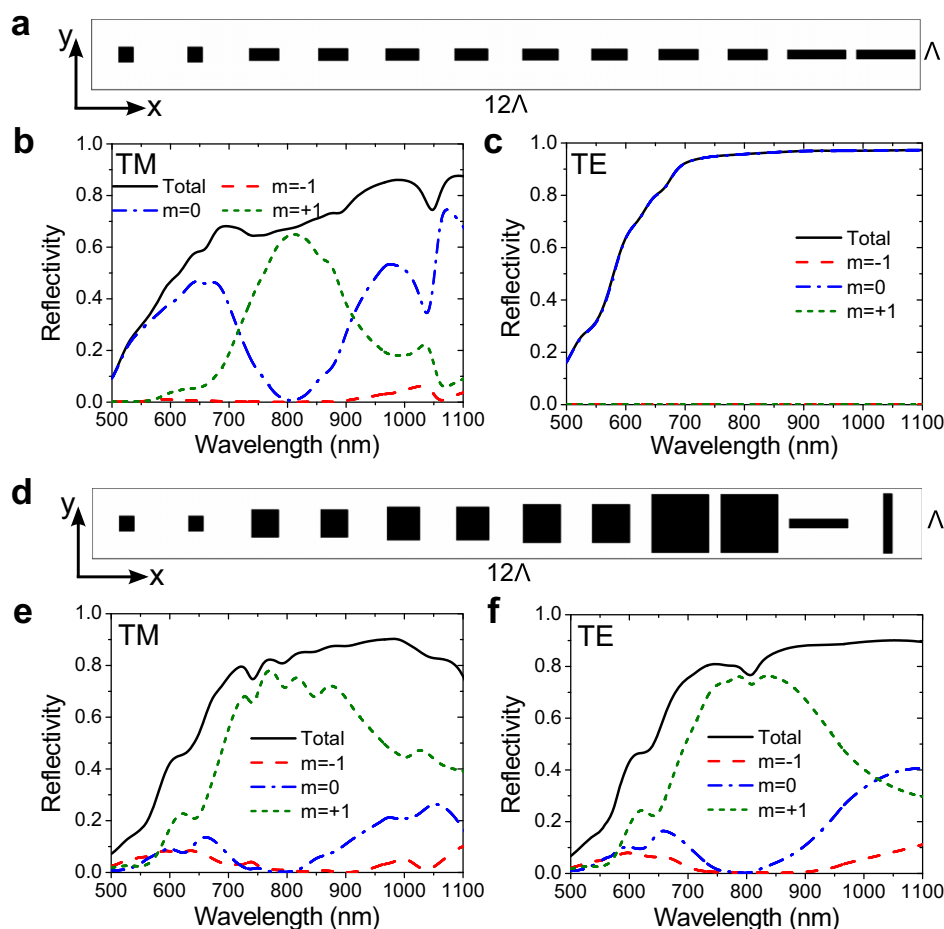 a
y
x
12Λ
Λ
b
TM
Total
m=-1
m=0
m=+1
1.0
0.8
0.6
0.4
0.2
0.0
Reflectivity
500 600 700 800 900 1000 1100
Wavelength (nm)
c
TE
Total
m=-1
m=0
m=+1
1.0
0.8
0.6
0.4
0.2
0.0
Reflectivity
500 600 700 800 900 1000 1100
Wavelength (nm)
d
y
x
12Λ
Λ
e
TM
Total
m=-1
m=0
m=+1
1.0
0.8
0.6
0.4
0.2
0.0
Reflectivity
500 600 700 800 900 1000 1100
Wavelength (nm)
f
TE
Total
m=-1
m=0
m=+1
1.0
0.8
0.6
0.4
0.2
0.0
Reflectivity
500 600 700 800 900 1000 1100
Wavelength (nm)